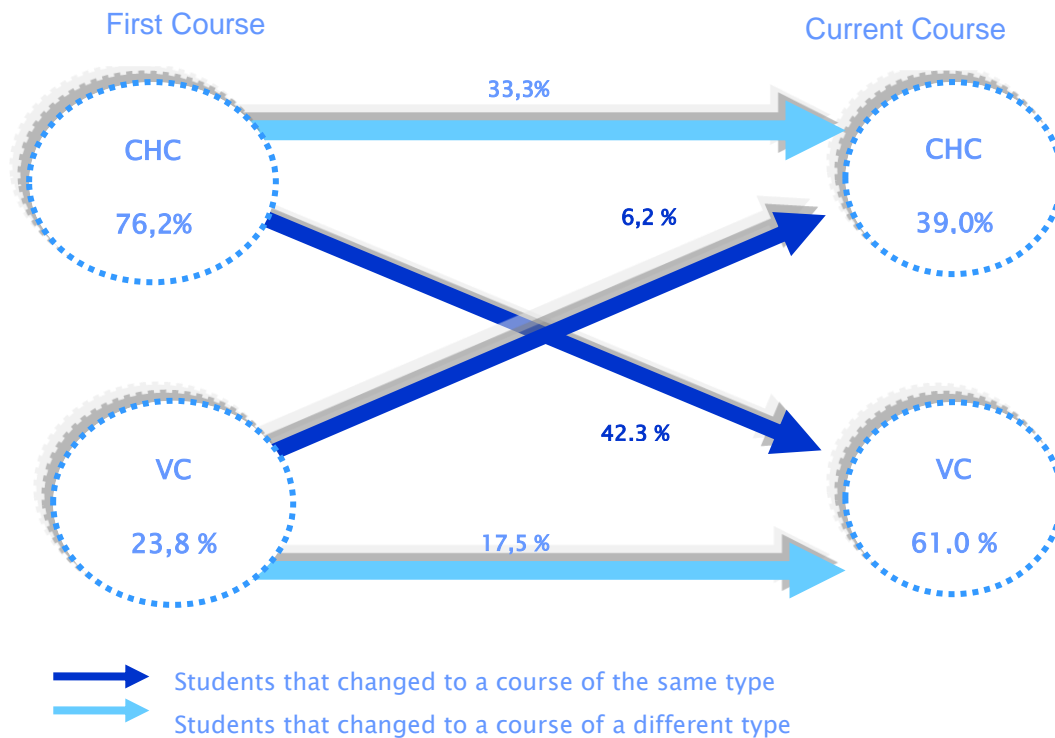 First Course
Current Course
33,3%
CHC
76,2%
CHC
39.0%
6,2 %
42.3 %
VC
23,8 %
VC
61.0 %
17,5 %
Students that changed to a course of the same type
Students that changed to a course of a different type